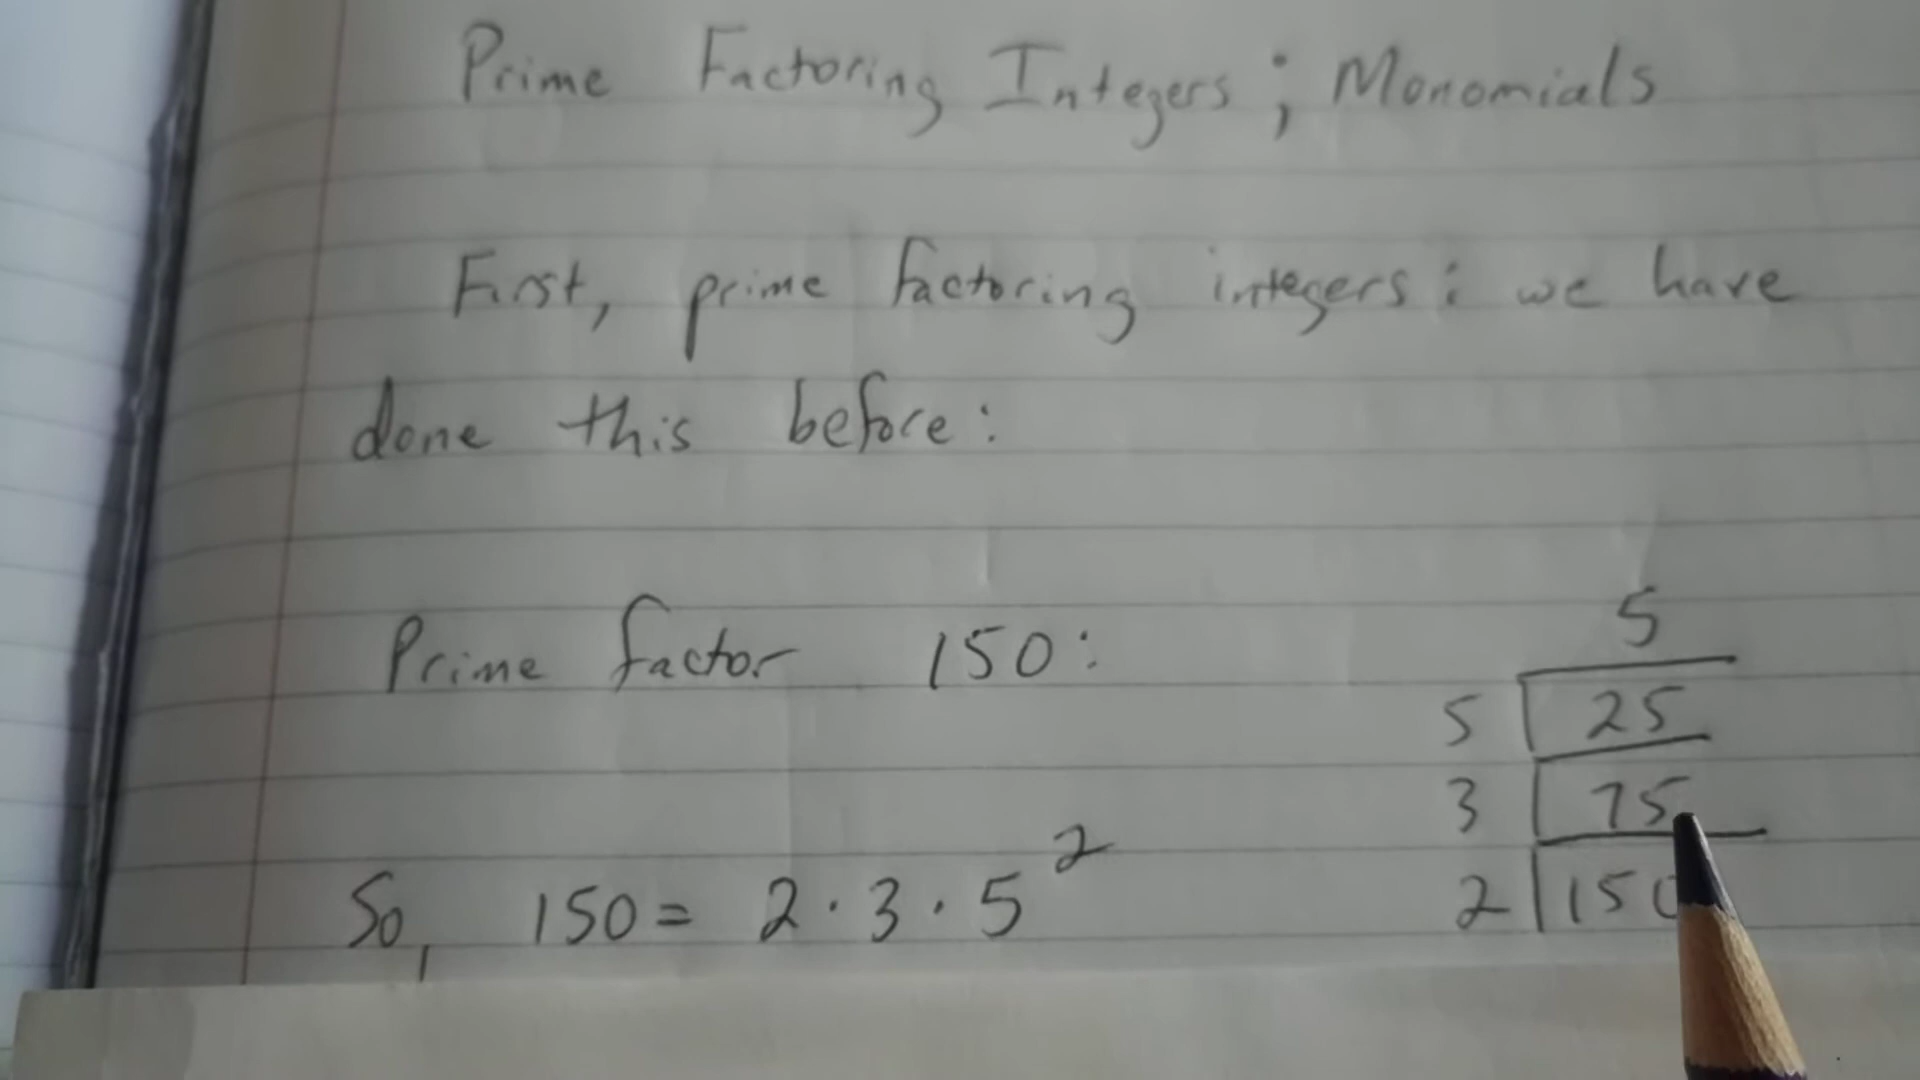 Prime Factoring Integers; Monomials
First, prime factoring integers: we have
done this before:
Prime factor 150:
5
5 25
3 75
2 150
So, 150 = 2 · 3 · 5²